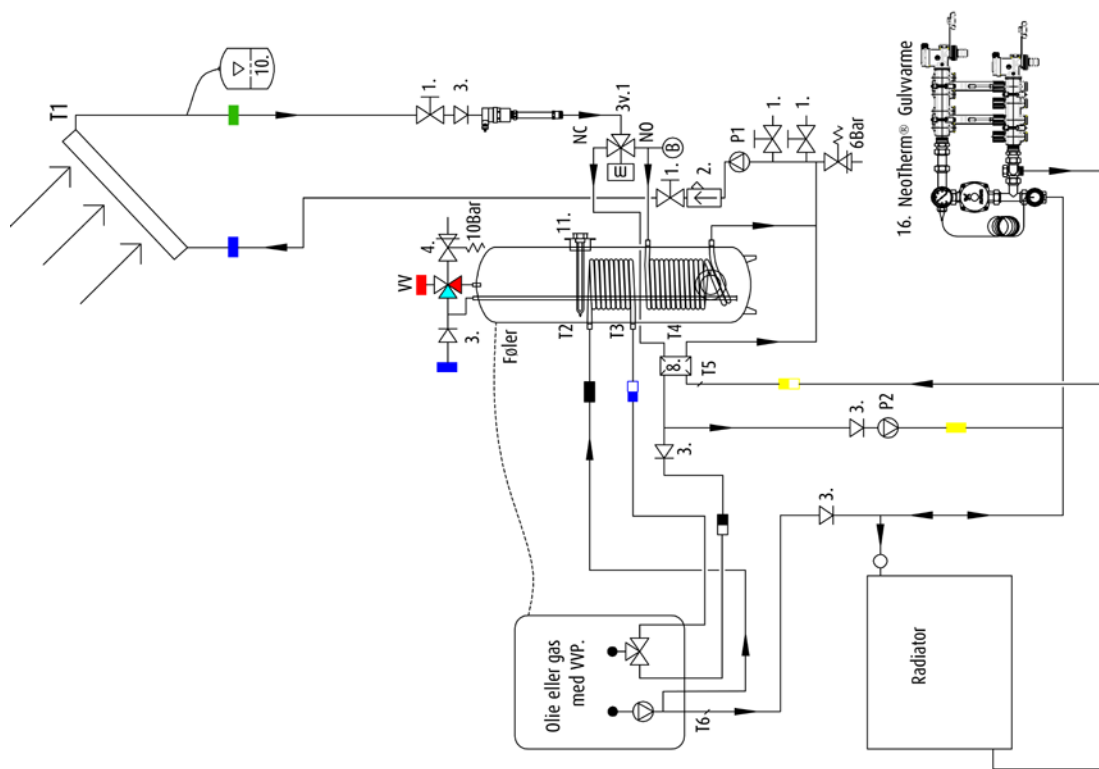 T1
10.
1.
3.
3v.1
NC
NO
B
1.
2.
P1
1.
1.
6Bar
16. NeoTherm® Gulvvarme
VV
4.
10Bar
11.
3.
Føler
T2
T3
T4
8.
T5
3.
3.
P2
3.
Olie eller gas
med VVP.
T6
Radiator